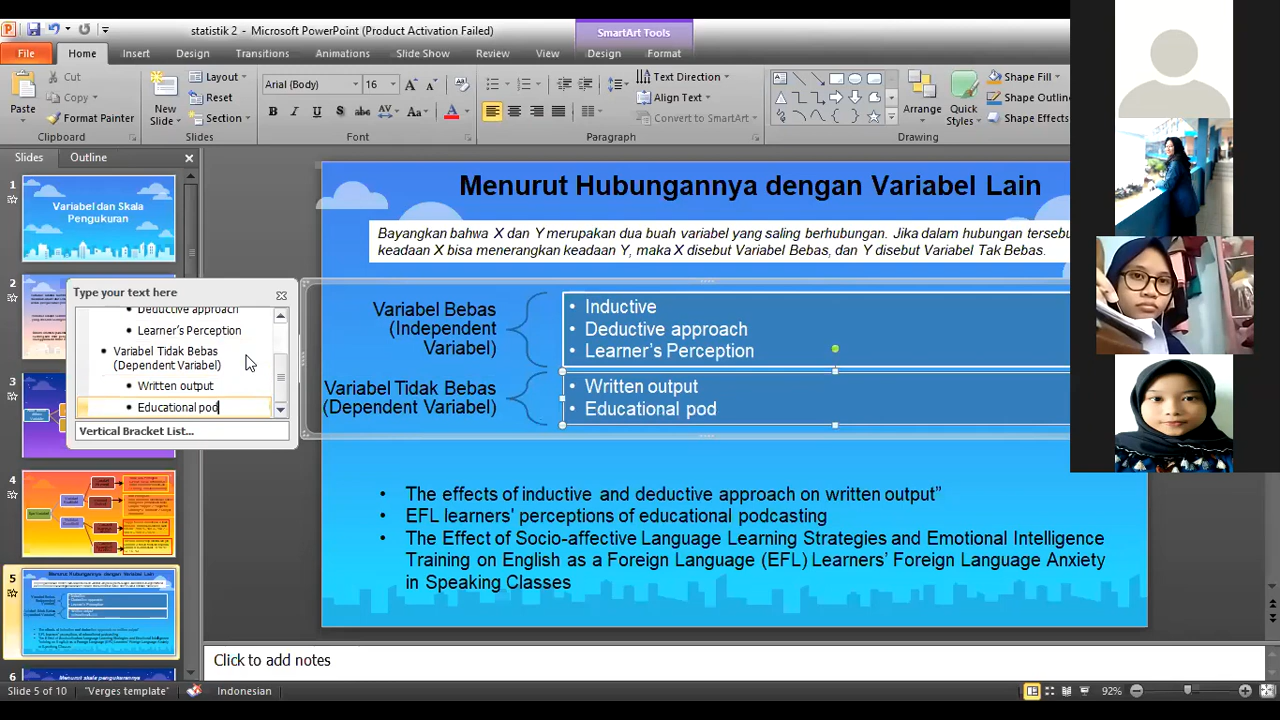 statistik 2 - Microsoft PowerPoint (Product Activation Failed)
SmartArt Tools
File
Home
Insert
Design
Transitions
Animations
Slide Show
Review
View
Design
Format
Paste
Cut
Copy
Format Painter
Clipboard
New
Slide
Layout
Reset
Section
Slides
Arial (Body)
16
Font
Text Direction
Align Text
Convert to SmartArt
Paragraph
Arrange
Quick
Styles
Shape Fill
Shape Outlin
Shape Effects
Drawing
Slides
Outline
1
Variabel dan Skala
Pengukuran
2
3
4
5
6
Type your text here
Deductive approach
• Learner's Perception
• Variabel Tidak Bebas
(Dependent Variabel)
• Written output
• Educational pod
Vertical Bracket List...
Menurut Hubungannya dengan Variabel Lain
Bayangkan bahwa X dan Y merupakan dua buah variabel yang saling berhubungan. Jika dalam hubungan tersebu
keadaan X bisa menerangkan keadaan Y, maka X disebut Variabel Bebas, dan Y disebut Variabel Tak Bebas.
Variabel Bebas
(Independent
Variabel)
• Inductive
• Deductive approach
• Learner's Perception
Variabel Tidak Bebas
(Dependent Variabel)
• Written output
• Educational pod
• The effects of inductive and deductive approach on written output"
• EFL learners' perceptions of educational podcasting
• The Effect of Socio-affective Language Learning Strategies and Emotional Intelligence
Training on English as a Foreign Language (EFL) Learners' Foreign Language Anxiety
in Speaking Classes
Click to add notes
Slide 5 of 10
"Verges template"
Indonesian
92%